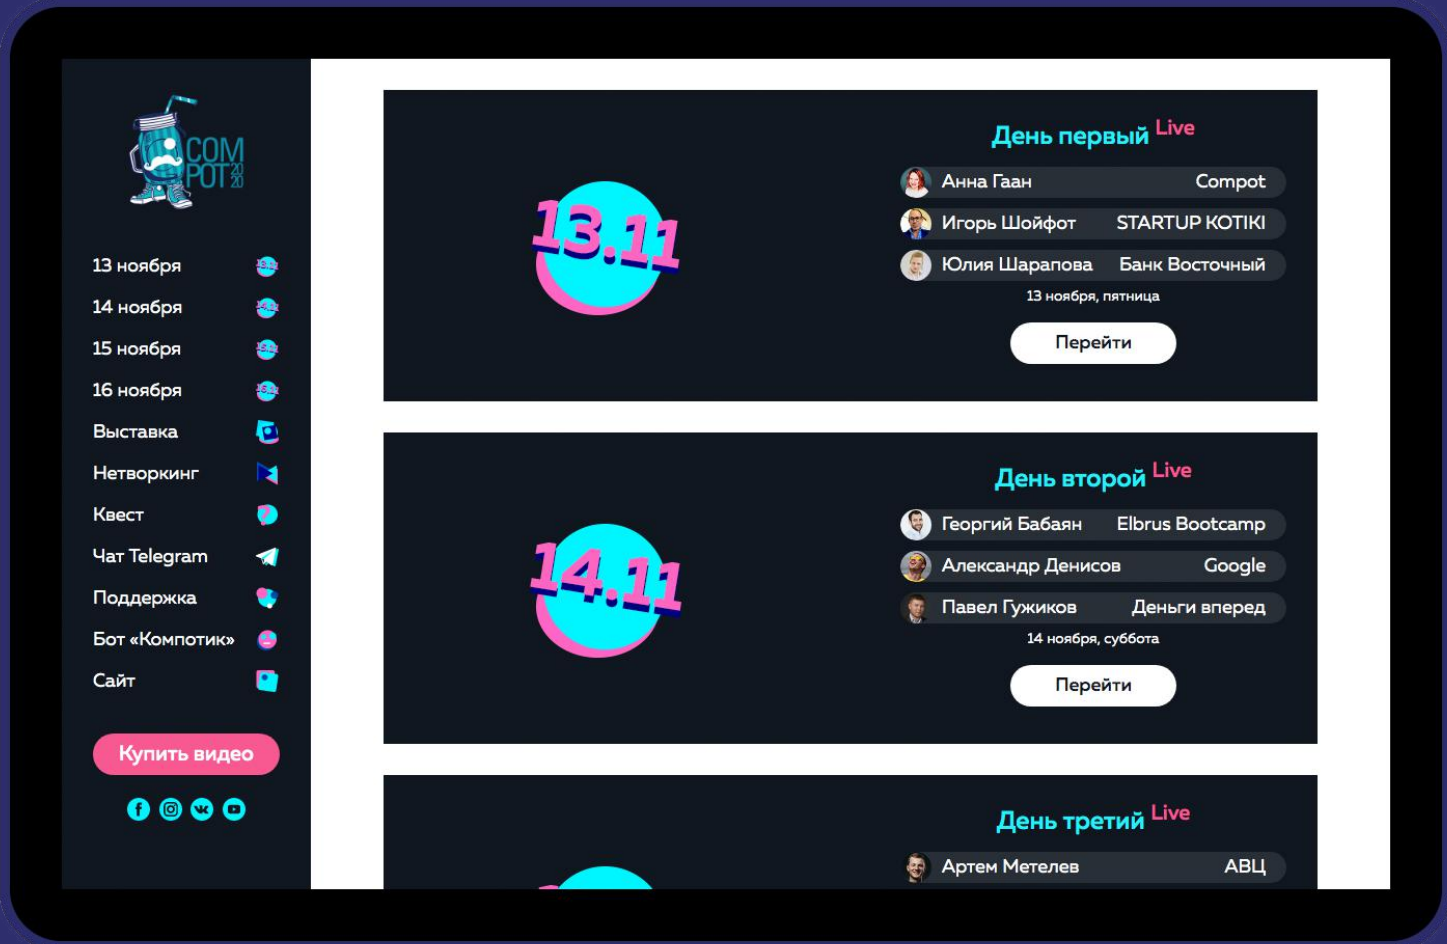 COM
POT 20
20
13 ноября
14 ноября
15 ноября
16 ноября
Выставка
Нетворкинг
Квест
Чат Telegram
Поддержка
Бот «Компотик»
Сайт
Купить видео
13.11
День первый Live
Анна Гаан Compot
Игорь Шойфот STARTUP KOTIKI
Юлия Шарапова Банк Восточный
13 ноября, пятница
Перейти
14.11
День второй Live
Георгий Бабаян Elbrus Bootcamp
Александр Денисов Google
Павел Гужиков Деньги вперед
14 ноября, суббота
Перейти
День третий Live
Артем Метелев АВЦ